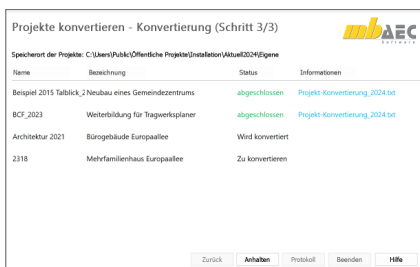 Projekte konvertieren - Konvertierung (Schritt 3/3)
mb AEC
Software
Speicherort der Projekte: C:\Users\Public\Öffentliche Projekte\Installation\Aktuell2024\Eigene
Name Bezeichnung Status Informationen
Beispiel 2015 Talblick_2 Neubau eines Gemeindezentrums abgeschlossen Projekt-Konvertierung_2024.txt
BCF_2023 Weiterbildung für Tragwerksplaner abgeschlossen Projekt-Konvertierung_2024.txt
Architektur 2021 Bürogebäude Europaallee Wird konvertiert
2318 Mehrfamilienhaus Europaallee Zu konvertieren
Zurück Anhalten Protokoll Beenden Hilfe